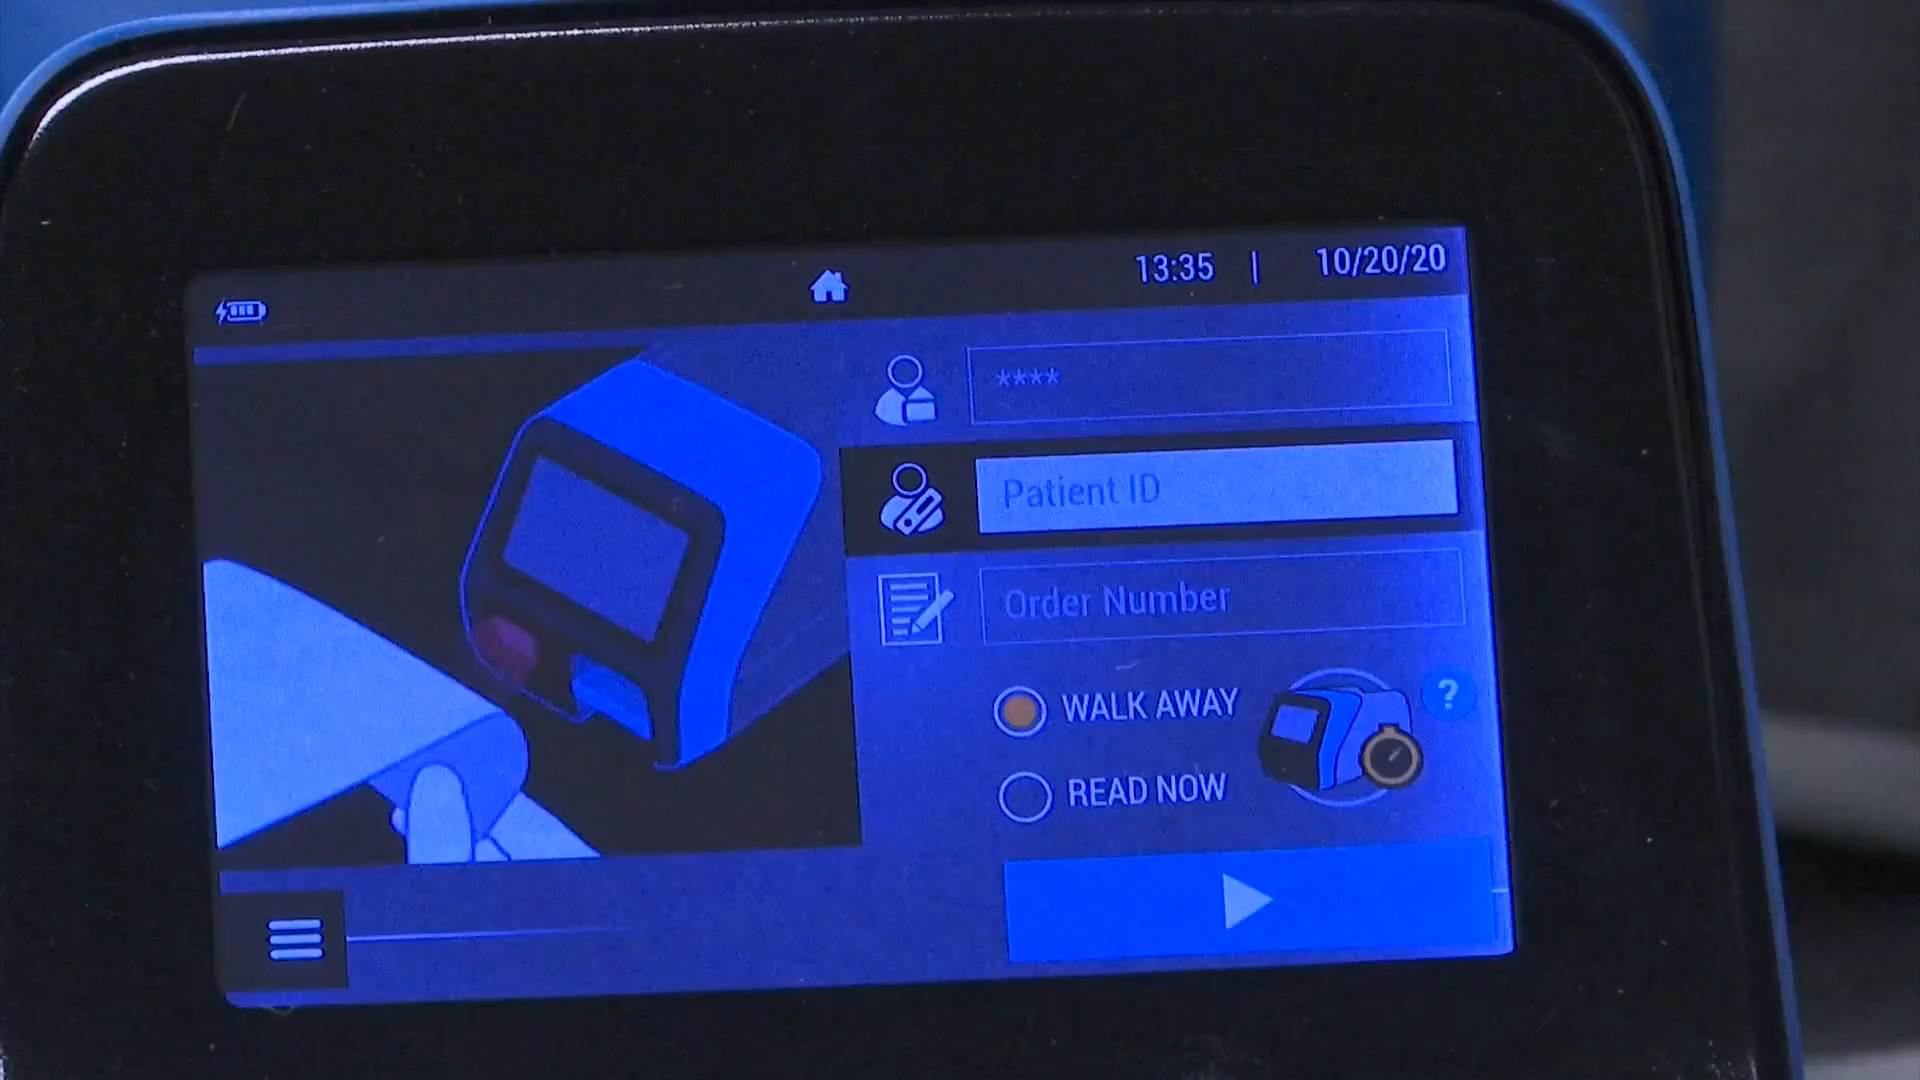 13:35 | 10/20/20
****
Patient ID
Order Number
WALK AWAY
?
READ NOW